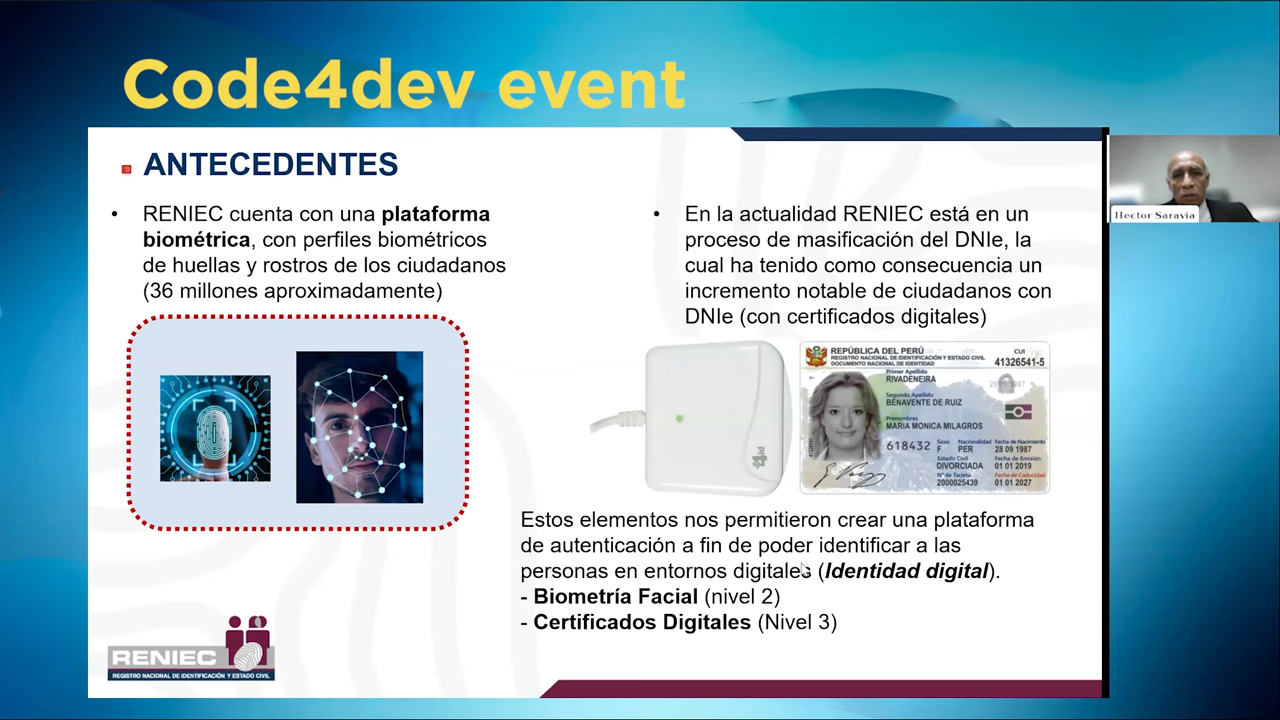 Code4dev event
ANTECEDENTES
• RENIEC cuenta con una plataforma
biométrica, con perfiles biométricos
de huellas y rostros de los ciudadanos
(36 millones aproximadamente)
• En la actualidad RENIEC está en un
proceso de masificación del DNIe, la
cual ha tenido como consecuencia un
incremento notable de ciudadanos con
DNIe (con certificados digitales)
Hector Saravia
REPÚBLICA DEL PERÚ
REGISTRO NACIONAL DE IDENTIFICACIÓN Y ESTADO CIVIL
DOCUMENTO NACIONAL DE IDENTIDAD
CUI
41326541-5
Primer Apellido
RIVADENEIRA
Segundo Apellido
BENAVENTE DE RUIZ
Prenombres
MARIA MONICA MILAGROS
618432
Sexo Nacionalidad Fecha de Nacimiento
F PER 28 09 1987
Estado Civil Fecha de Emisión
DIVORCIADA 01 01 2019
N° de Tarjeta Fecha de Caducidad
2000025439 01 01 2027
Estos elementos nos permitieron crear una plataforma
de autenticación a fin de poder identificar a las
personas en entornos digitales (Identidad digital).
- Biometría Facial (nivel 2)
- Certificados Digitales (Nivel 3)
RENIEC
REGISTRO NACIONAL DE IDENTIFICACIÓN Y ESTADO CIVIL